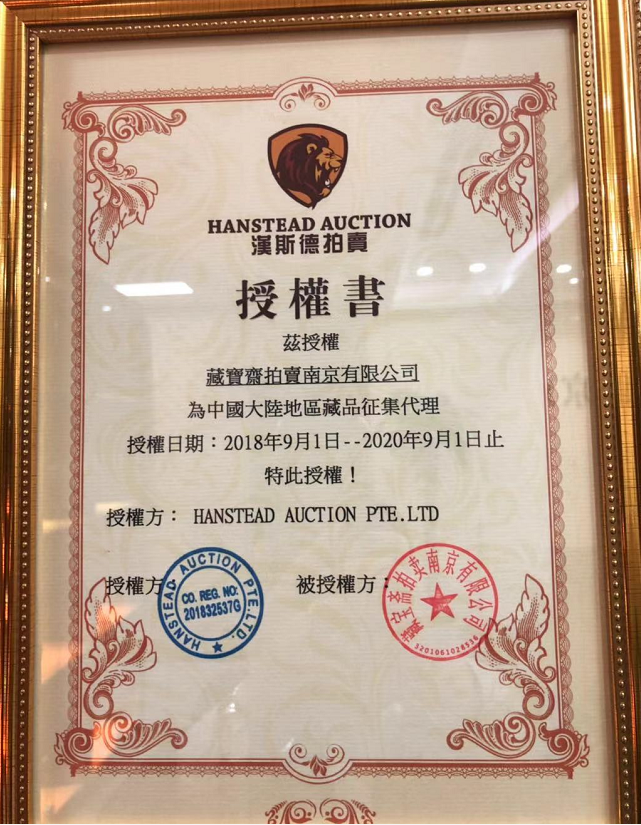 HANSTEAD AUCTION
漢斯德拍賣
授權書
茲授權
藏寶齋拍賣南京有限公司
為中國大陸地區藏品征集代理
授權日期：2018年9月1日--2020年9月1日止
特此授權！
授權方： HANSTEAD AUCTION PTE.LTD
授權方 被授權方：
HANSTEAD AUCTION PTE.LTD.
CO. REG. NO:
201832537G
藏宝斋拍卖南京有限公司